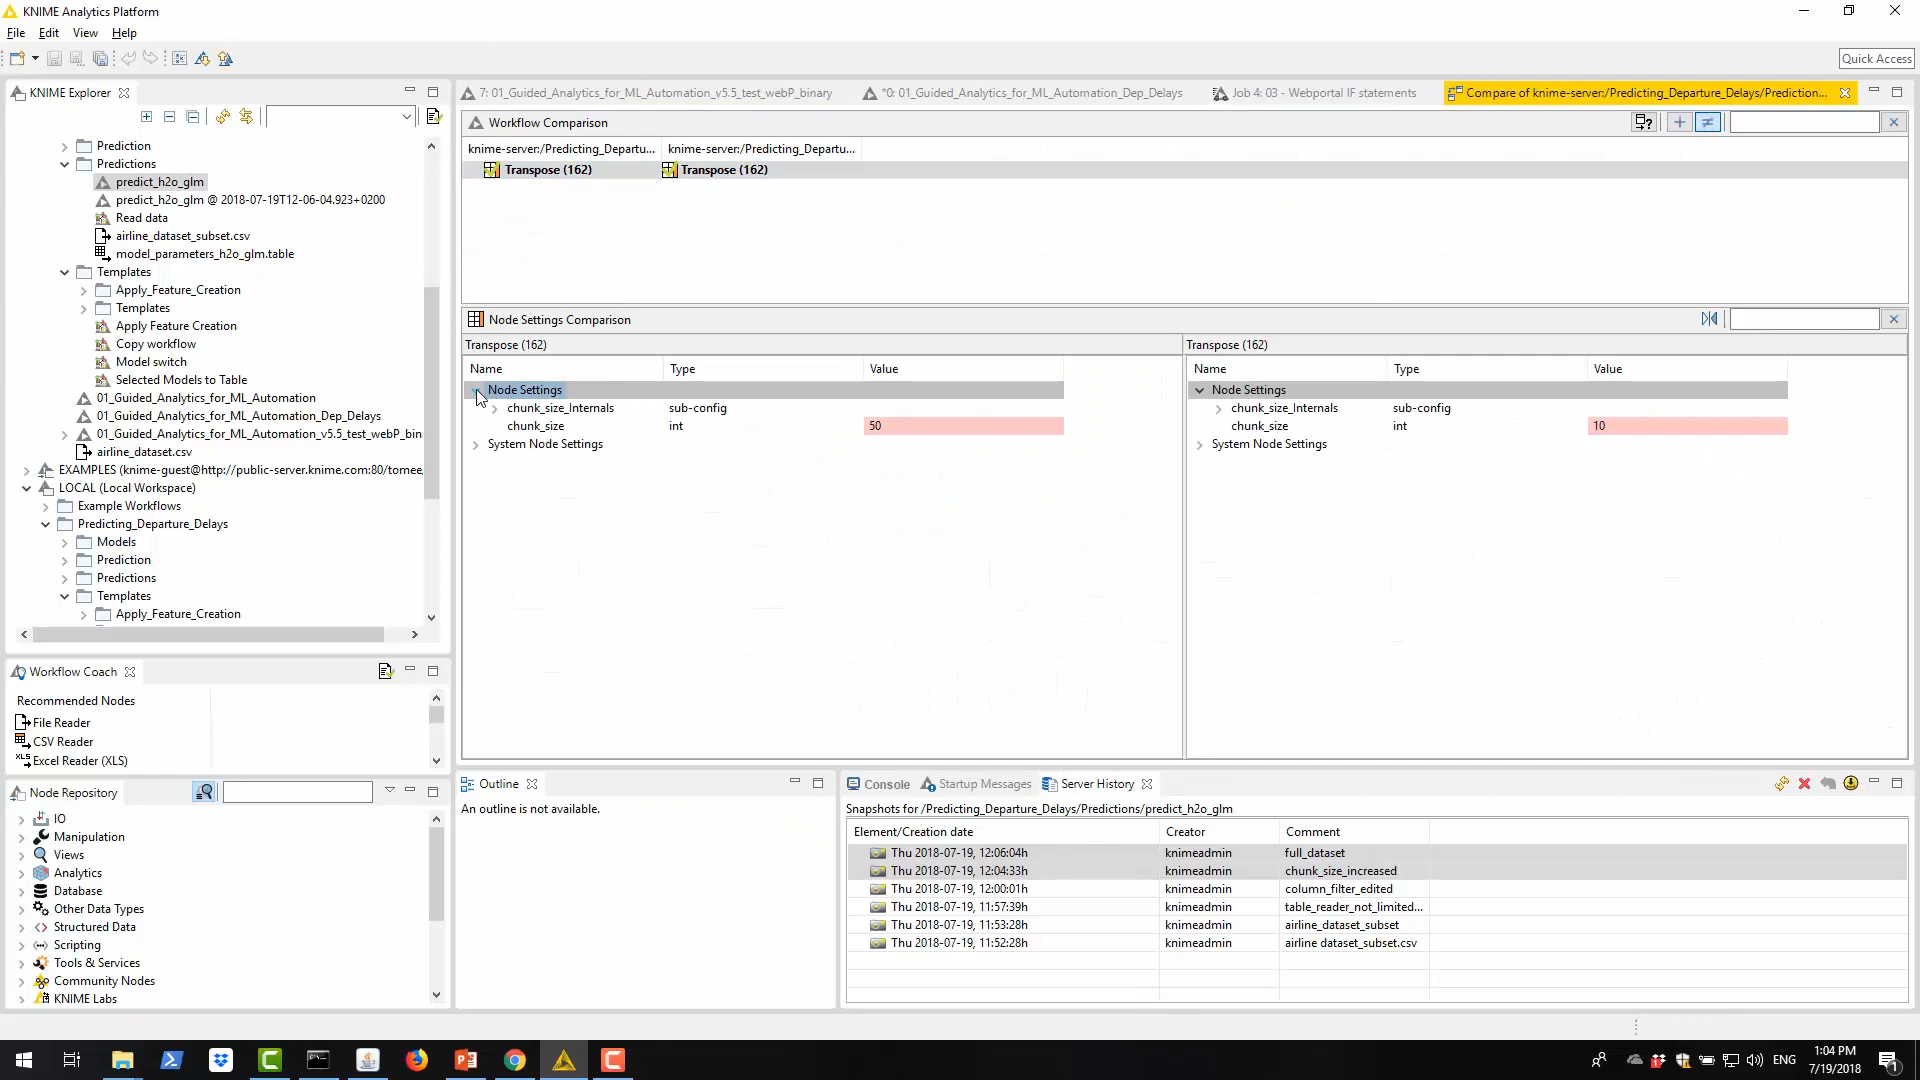 KNIME Analytics Platform
File Edit View Help
Quick Access
KNIME Explorer
Prediction
Predictions
predict_h2o_glm
predict_h2o_glm @ 2018-07-19T12-06-04.923+0200
Read data
airline_dataset_subset.csv
model_parameters_h2o_glm.table
Templates
Apply_Feature_Creation
Templates
Apply Feature Creation
Copy workflow
Model switch
Selected Models to Table
01_Guided_Analytics_for_ML_Automation
01_Guided_Analytics_for_ML_Automation_Dep_Delays
01_Guided_Analytics_for_ML_Automation_v5.5_test_webP_bin
airline_dataset.csv
EXAMPLES (knime-guest@http://public-server.knime.com:80/tomee
LOCAL (Local Workspace)
Example Workflows
Predicting_Departure_Delays
Models
Prediction
Predictions
Templates
Apply_Feature_Creation
Workflow Coach
Recommended Nodes
File Reader
CSV Reader
XLS Excel Reader (XLS)
Node Repository
IO
Manipulation
Views
Analytics
Database
Other Data Types
Structured Data
Scripting
Tools & Services
Community Nodes
KNIME Labs
7: 01_Guided_Analytics_for_ML_Automation_v5.5_test_webP_binary
*0: 01_Guided_Analytics_for_ML_Automation_Dep_Delays
Job 4: 03 - Webportal IF statements
Compare of knime-server:/Predicting_Departure_Delays/Prediction...
Workflow Comparison
knime-server:/Predicting_Departu... knime-server:/Predicting_Departu...
Transpose (162) Transpose (162)
Node Settings Comparison
Transpose (162) Transpose (162)
Name Type Value Name Type Value
Node Settings Node Settings
chunk_size_Internals sub-config chunk_size_Internals sub-config
chunk_size int 50 chunk_size int 10
System Node Settings System Node Settings
Outline
An outline is not available.
Console Startup Messages Server History
Snapshots for /Predicting_Departure_Delays/Predictions/predict_h2o_glm
Element/Creation date Creator Comment
Thu 2018-07-19, 12:06:04h knimeadmin full_dataset
Thu 2018-07-19, 12:04:33h knimeadmin chunk_size_increased
Thu 2018-07-19, 12:00:01h knimeadmin column_filter_edited
Thu 2018-07-19, 11:57:39h knimeadmin table_reader_not_limited...
Thu 2018-07-19, 11:53:28h knimeadmin airline_dataset_subset
Thu 2018-07-19, 11:52:28h knimeadmin airline dataset_subset.csv
ENG
1:04 PM
7/19/2018
1